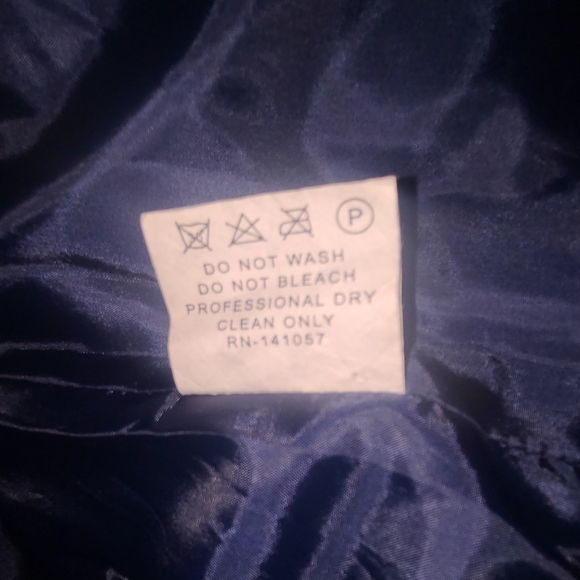 P
DO NOT WASH
DO NOT BLEACH
PROFESSIONAL DRY
CLEAN ONLY
RN-141057